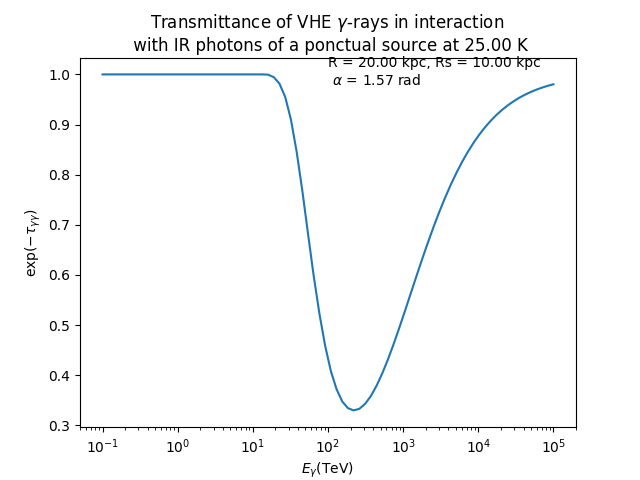 Transmittance of VHE γ-rays in interaction
with IR photons of a ponctual source at 25.00 K
R = 20.00 kpc, Rs = 10.00 kpc
α = 1.57 rad
1.0
0.9
0.8
0.7
0.6
0.5
0.4
0.3
exp(−τγγ)
10⁻¹ 10⁰ 10¹ 10² 10³ 10⁴ 10⁵
Eγ(TeV)